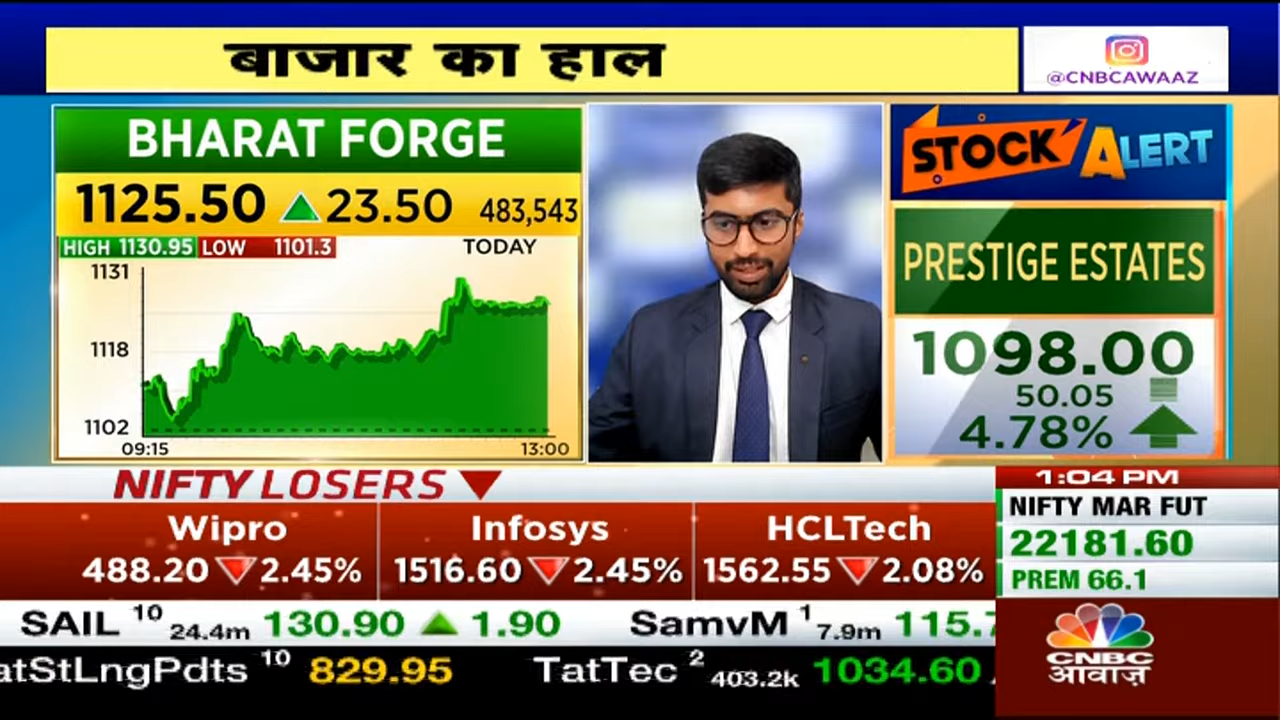 बाजार का हाल
@CNBCAWAAZ
BHARAT FORGE
1125.50 ▲ 23.50 483,543
HIGH 1130.95 LOW 1101.3 TODAY
1131
1118
1102
09:15 13:00
STOCK ALERT
PRESTIGE ESTATES
1098.00
50.05
4.78%
NIFTY LOSERS ▼
Wipro
488.20 ▼ 2.45%
Infosys
1516.60 ▼ 2.45%
HCLTech
1562.55 ▼ 2.08%
1:04 PM
NIFTY MAR FUT
22181.60
PREM 66.1
SAIL 10 24.4m 130.90 ▲ 1.90 SamvM 1 7.9m 115.7
atStLngPdts 10 829.95 TatTec 2 403.2k 1034.60
CNBC
आवाज़